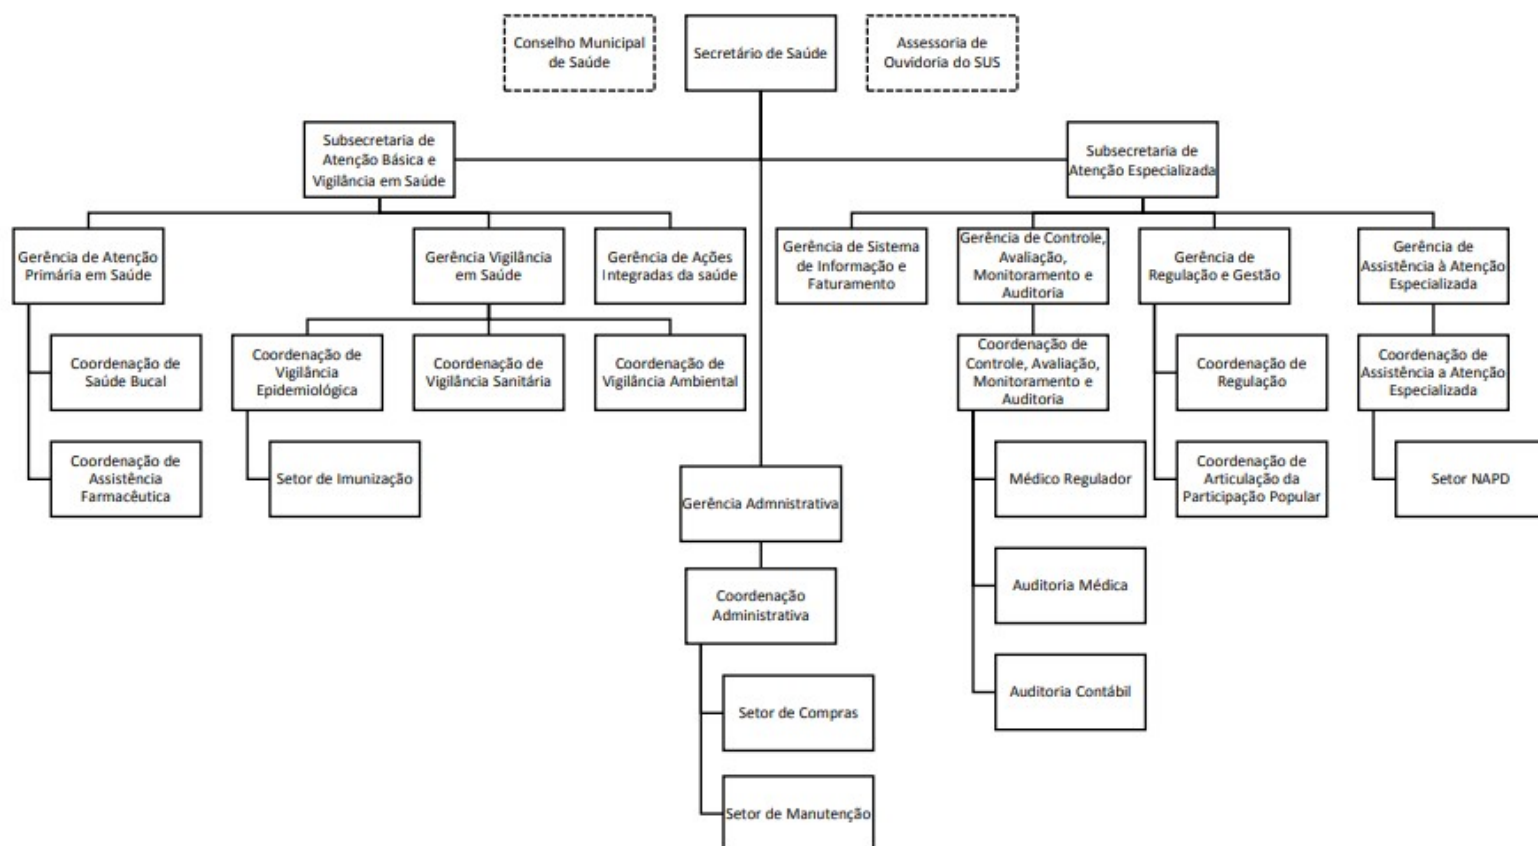 Conselho Municipal
de Saúde
Secretário de Saúde
Assessoria de
Ouvidoria do SUS
Subsecretaria de
Atenção Básica e
Vigilância em Saúde
Subsecretaria de
Atenção Especializada
Gerência de Atenção
Primária em Saúde
Gerência Vigilância
em Saúde
Gerência de Ações
Integradas da saúde
Gerência de Sistema
de Informação e
Faturamento
Gerência de Controle,
Avaliação,
Monitoramento e
Auditoria
Gerência de
Regulação e Gestão
Gerência de
Assistência à Atenção
Especializada
Coordenação de
Saúde Bucal
Coordenação de
Vigilância
Epidemiológica
Coordenação de
Vigilância Sanitária
Coordenação de
Vigilância Ambiental
Coordenação de
Controle, Avaliação,
Monitoramento e
Auditoria
Coordenação de
Regulação
Coordenação de
Assistência a Atenção
Especializada
Coordenação de
Assistência
Farmacêutica
Setor de Imunização
Gerência Admnistrativa
Médico Regulador
Coordenação de
Articulação da
Participação Popular
Setor NAPD
Coordenação
Administrativa
Auditoria Médica
Setor de Compras
Auditoria Contábil
Setor de Manutenção